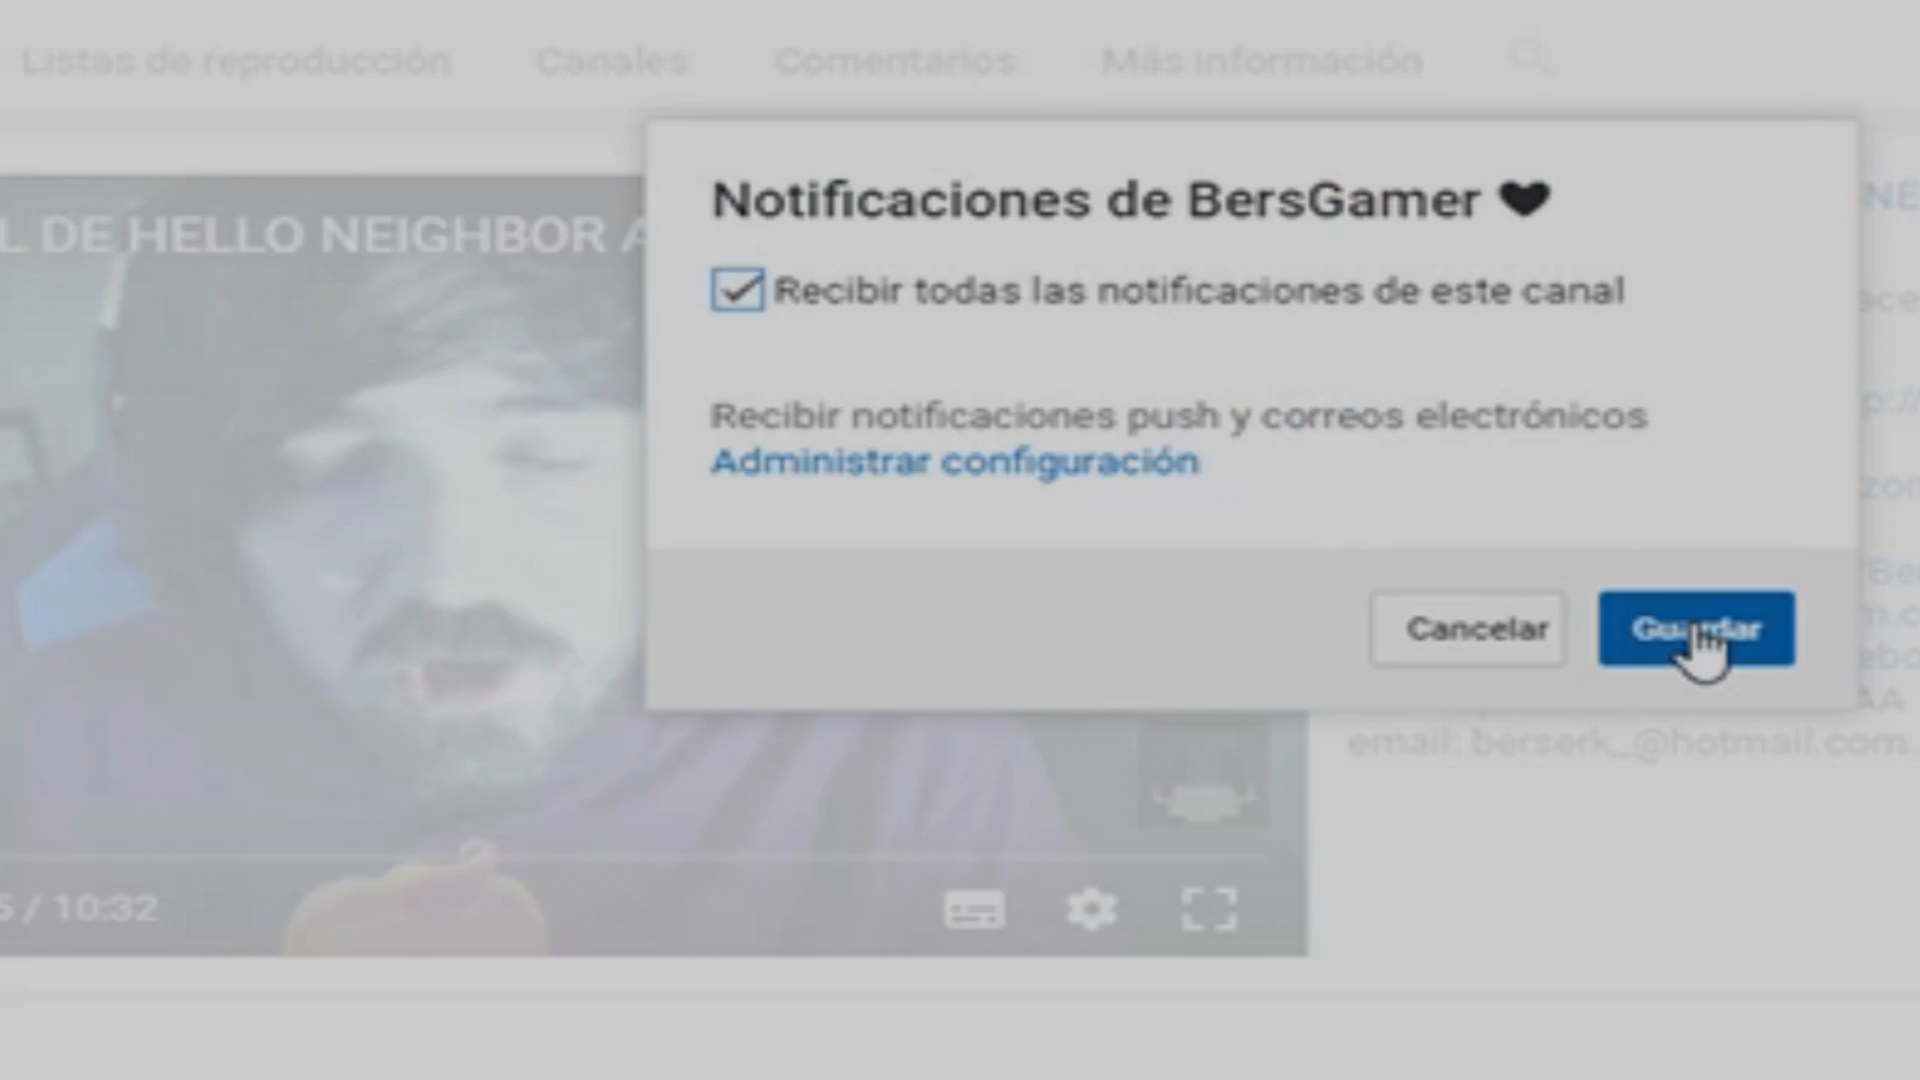 Listas de reproducción Canales Comentarios Más información
L DE HELLO NEIGHBOR A
Notificaciones de BersGamer ♥
Recibir todas las notificaciones de este canal
Recibir notificaciones push y correos electrónicos
Administrar configuración
Cancelar Guardar
email: berserk_@hotmail.com
5 / 10:32